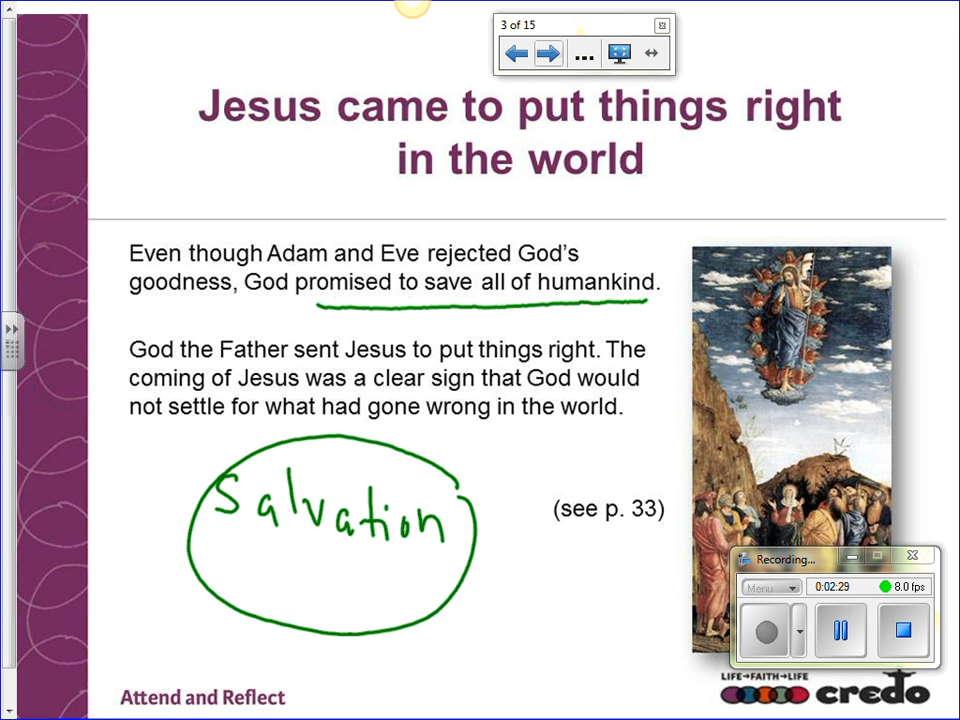 3 of 15
Jesus came to put things right
in the world
Even though Adam and Eve rejected God's
goodness, God promised to save all of humankind.
God the Father sent Jesus to put things right. The
coming of Jesus was a clear sign that God would
not settle for what had gone wrong in the world.
Salvation
(see p. 33)
Recording...
Menu
0:02:29
8.0 fps
LIFE→FAITH→LIFE
credo
Attend and Reflect